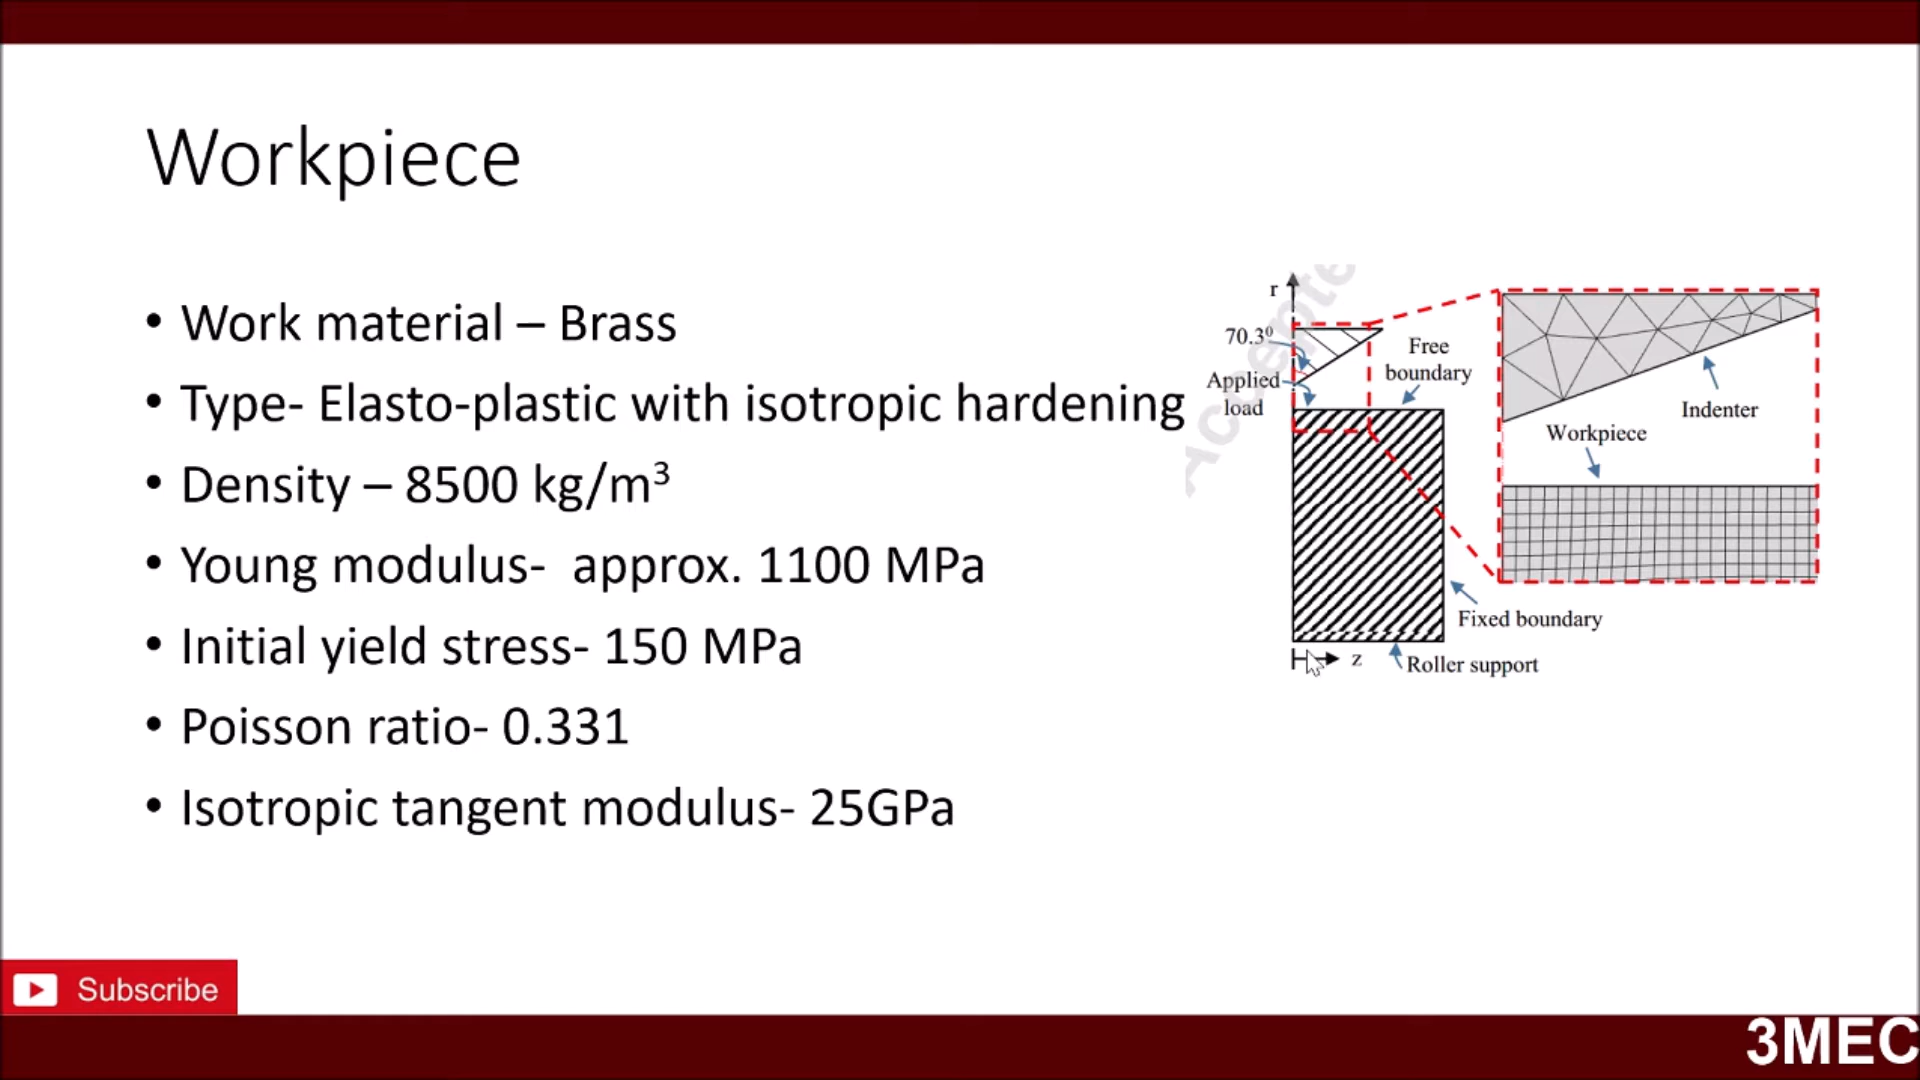 Workpiece
• Work material – Brass
• Type- Elasto-plastic with isotropic hardening
• Density – 8500 kg/m³
• Young modulus-  approx. 1100 MPa
• Initial yield stress- 150 MPa
• Poisson ratio- 0.331
• Isotropic tangent modulus- 25GPa
Accepte
r
70.3⁰
Applied
load
Free
boundary
Indenter
Workpiece
Fixed boundary
z
Roller support
Subscribe
3MEC